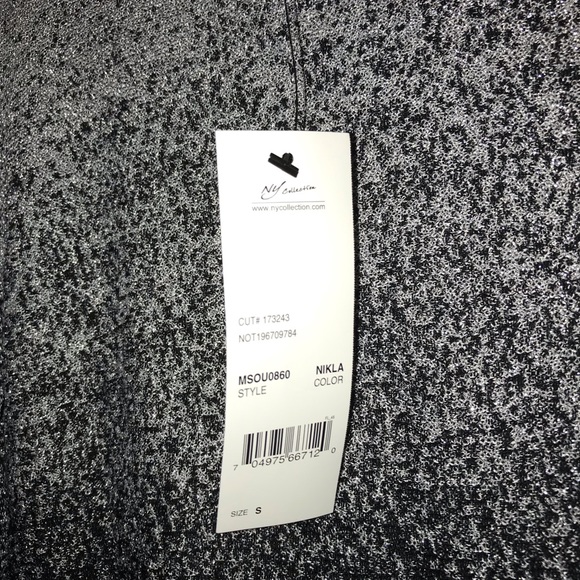 NY Collection
www.nycollection.com
CUT# 173243
NOT196709784
MSOU0860 NIKLA
STYLE COLOR
7 04975 66712 0
SIZE S